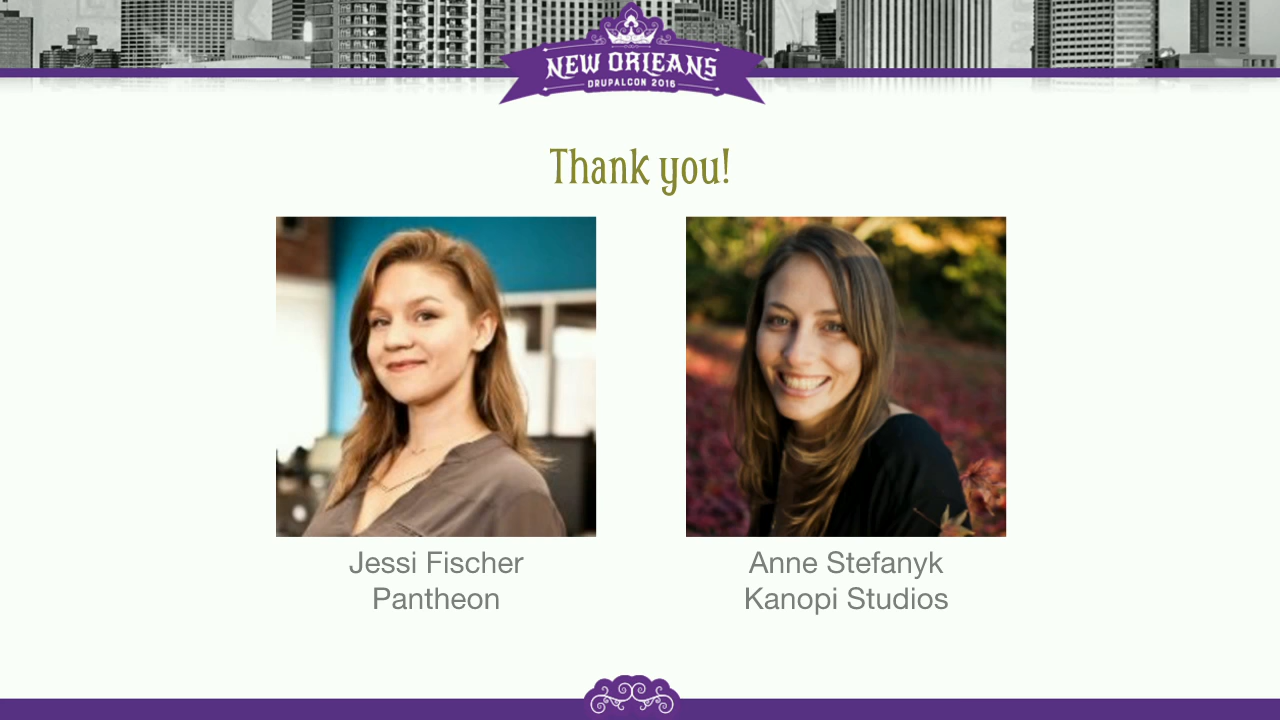 NEW ORLEANS
DRUPALCON 2016
Thank you!
Jessi Fischer
Pantheon
Anne Stefanyk
Kanopi Studios